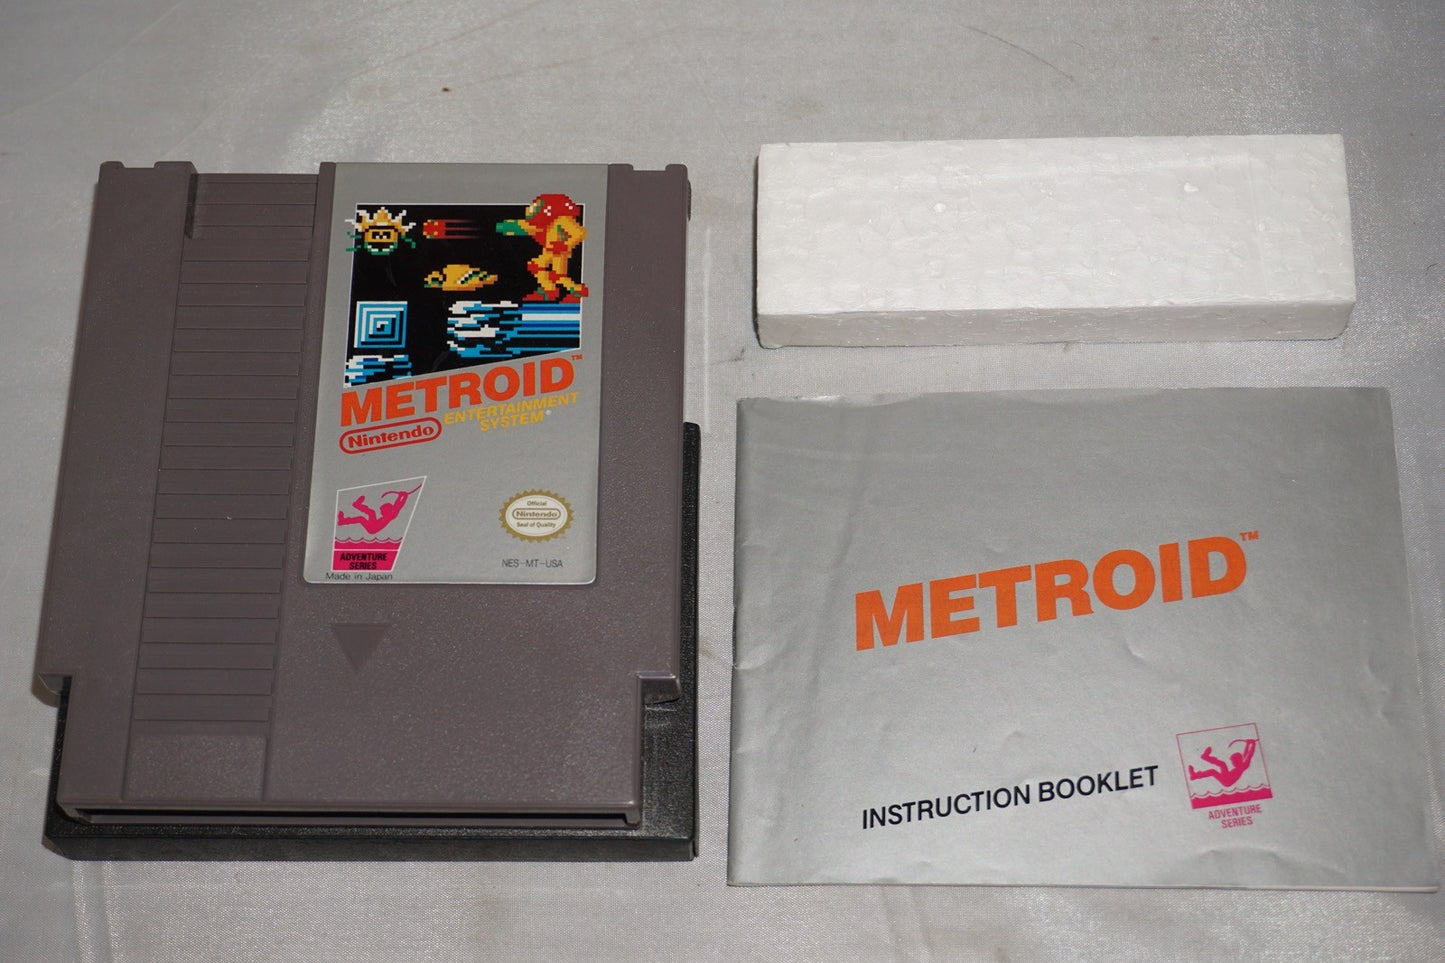 METROID™
Nintendo
ENTERTAINMENT
SYSTEM®
ADVENTURE
SERIES
Made in Japan
Official
Nintendo
Seal of Quality
NES-MT-USA
METROID™
INSTRUCTION BOOKLET
ADVENTURE
SERIES